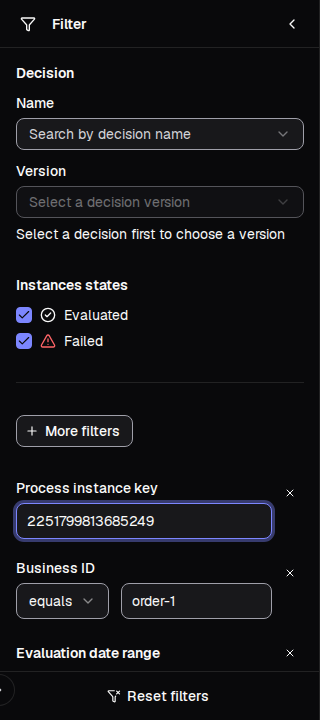 Filter
Decision
Name
Search by decision name
Version
Select a decision version
Select a decision first to choose a version
Instances states
Evaluated
Failed
More filters
Process instance key
2251799813685249
Business ID
equals order-1
Evaluation date range
Reset filters